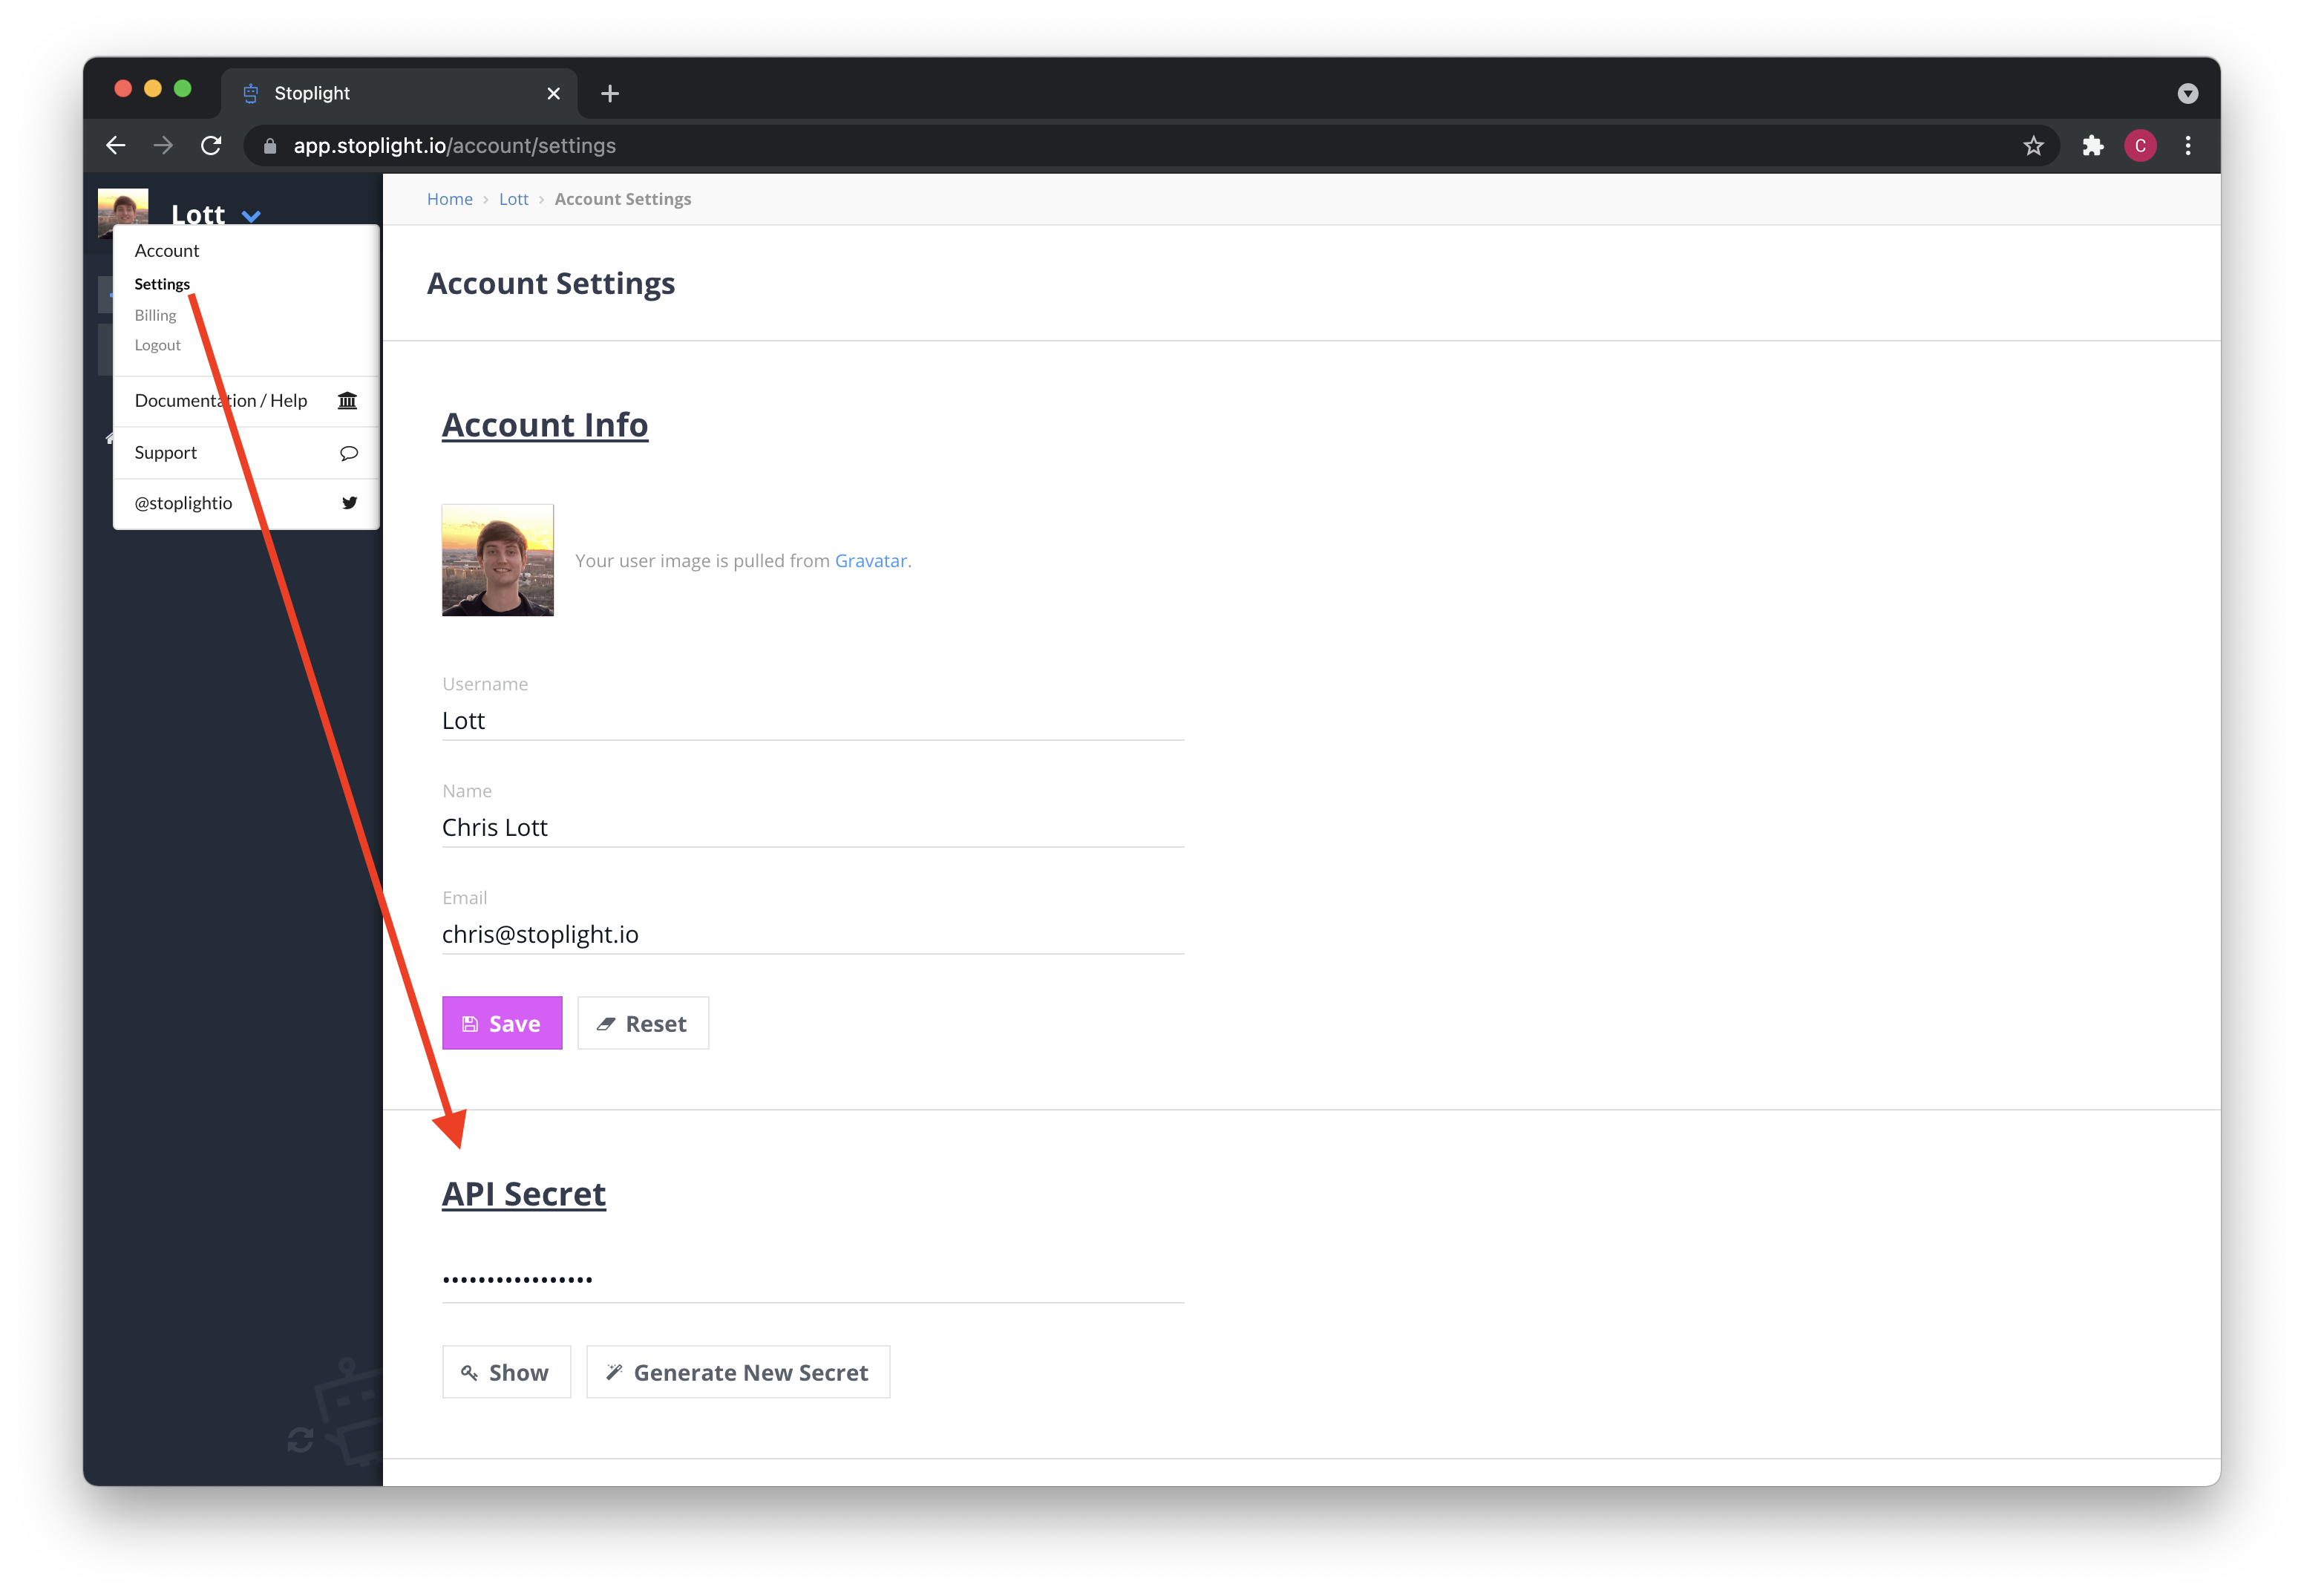 Stoplight
app.stoplight.io/account/settings
C
Lott
Home › Lott › Account Settings
Account
Settings
Billing
Logout
Documentation / Help
Support
@stoplightio
Account Settings
Account Info
Your user image is pulled from Gravatar.
Username
Lott
Name
Chris Lott
Email
chris@stoplight.io
Save
Reset
API Secret
•••••••••••••••••
Show
Generate New Secret